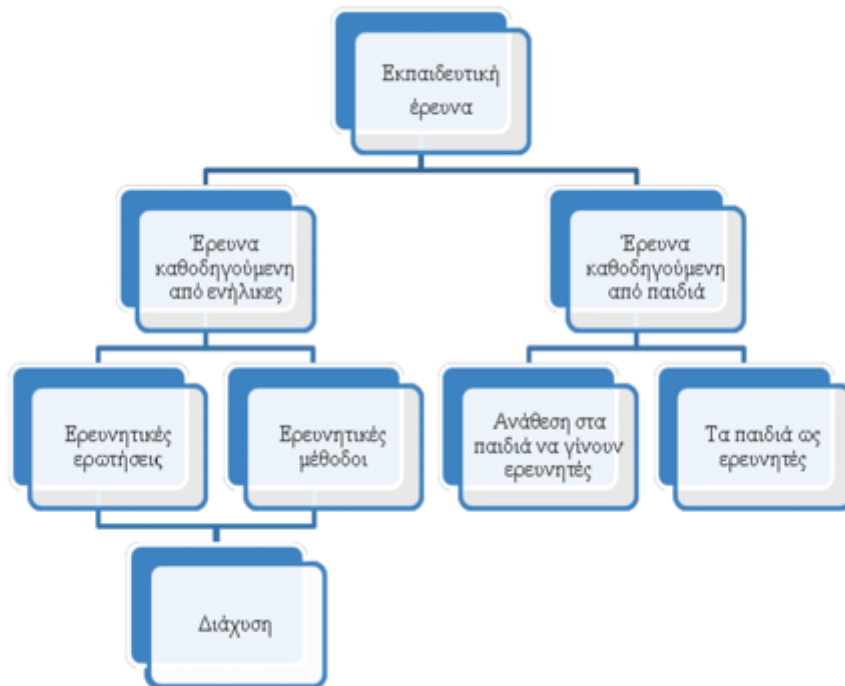 Εκπαιδευτική
έρευνα
Έρευνα
καθοδηγούμενη
από ενήλικες
Έρευνα
καθοδηγούμενη
από παιδιά
Ερευνητικές
ερωτήσεις
Ερευνητικές
μέθοδοι
Ανάθεση στα
παιδιά να γίνουν
ερευνητές
Τα παιδιά ως
ερευνητές
Διάχυση